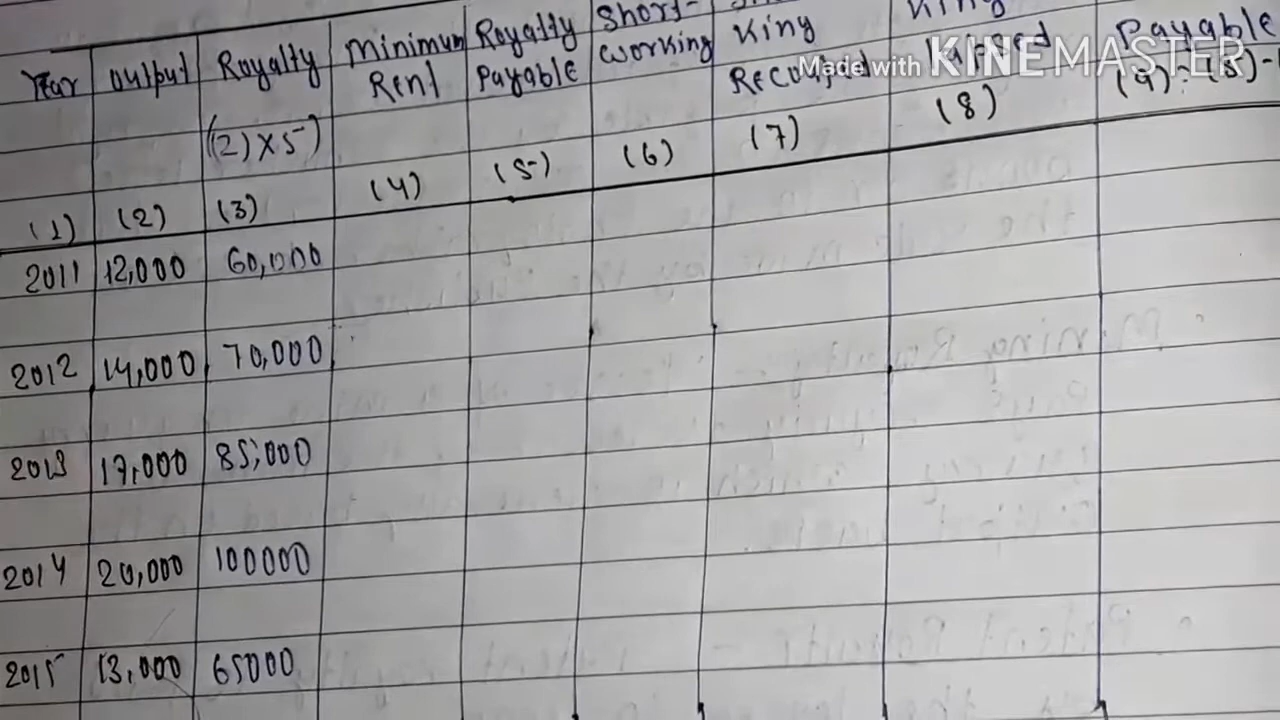 Year output Royalty Minimum Rent Royalty Payable Short-working King Recouped King Payable
Made with KINEMASTER
((2) x 5)
(1) (2) (3) (4) (5) (6) (7) (8) (9)
2011 12,000 60,000
2012 14,000 70,000
2013 17,000 85,000
2014 20,000 100000
2015 13,000 65000